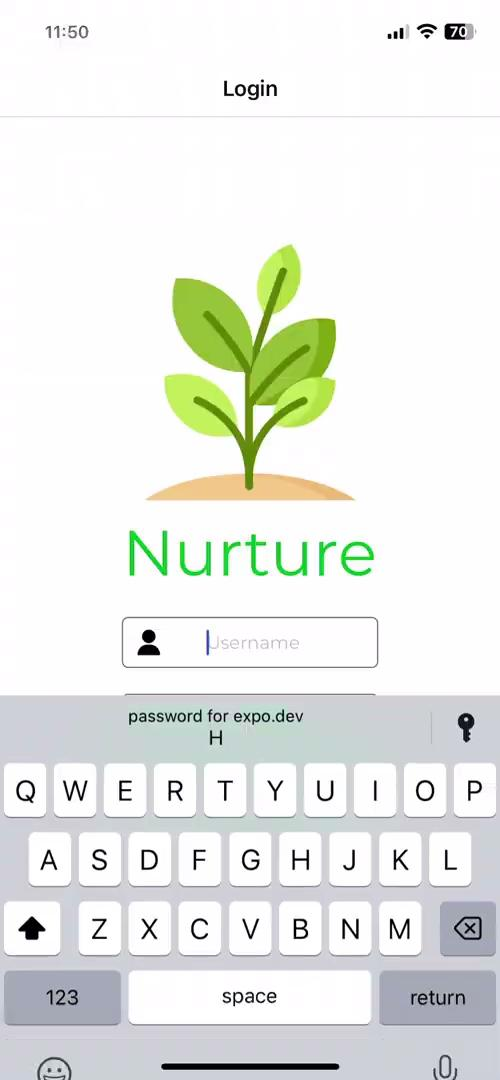 11:50
70
Login
Nurture
Username
password for expo.dev
H
Q W E R T Y U I O P
A S D F G H J K L
Z X C V B N M
123 space return